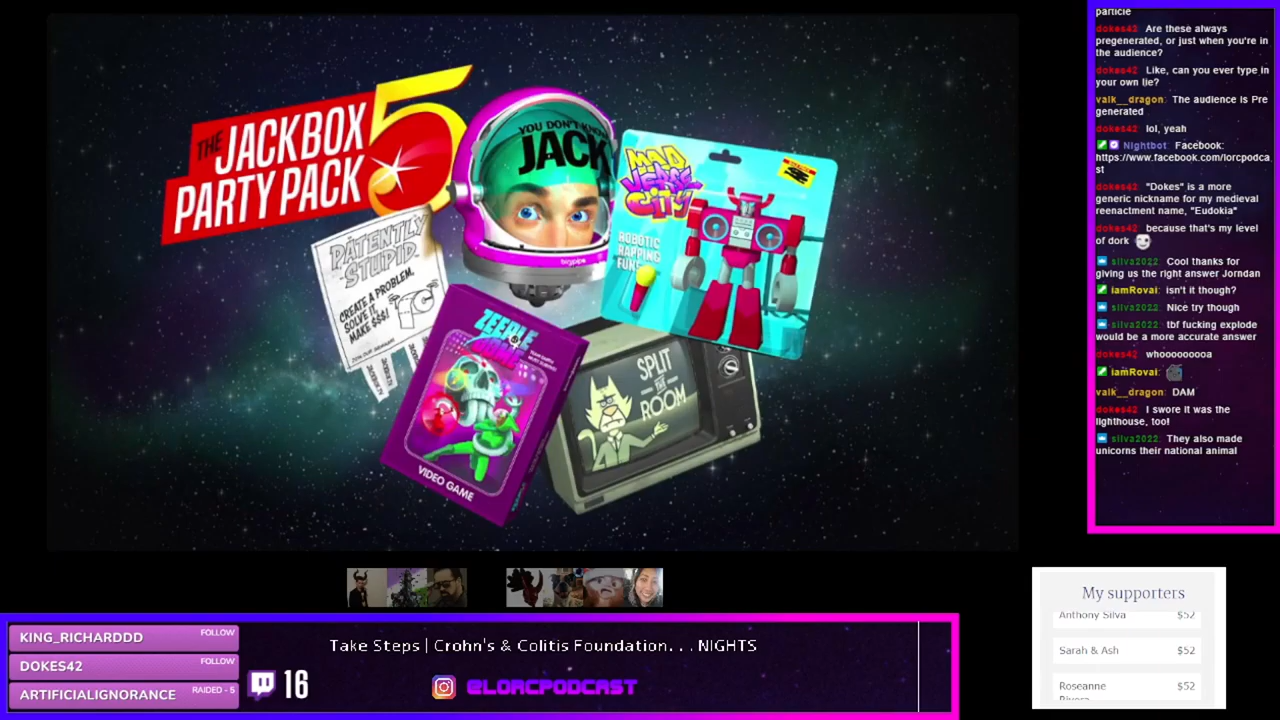 THE
JACKBOX
PARTY PACK
5
YOU DON'T KNOW
JACK
MAD
VERSE
CITY
ROBOTIC
RAPPING
FUN!
PATENTLY
STUPID
CREATE A PROBLEM.
SOLVE IT.
MAKE $$$!
ZEEPLE
DOME
VIDEO GAME
SPLIT
THE
ROOM
particle
dokes42: Are these always
pregenerated, or just when you're in
the audience?
dokes42: Like, can you ever type in
your own lie?
valk__dragon: The audience is Pre
generated
dokes42: lol, yeah
Nightbot: Facebook:
https://www.facebook.com/lorcpodca
st
dokes42: "Dokes" is a more
generic nickname for my medieval
reenactment name, "Eudokia"
dokes42: because that's my level
of dork
silva2022: Cool thanks for
giving us the right answer Jorndan
iamRovai: isn't it though?
silva2022: Nice try though
silva2022: tbf fucking explode
would be a more accurate answer
dokes42: whooooooooa
iamRovai:
valk__dragon: DAM
dokes42: I swore it was the
lighthouse, too!
silva2022: They also made
unicorns their national animal
My supporters
Anthony Silva $52
Sarah & Ash $52
Roseanne $52
Rivera
KING_RICHARDDD FOLLOW
DOKES42 FOLLOW
ARTIFICIALIGNORANCE RAIDED - 5
16
Take Steps | Crohn's & Colitis Foundation. . . NIGHTS
@LORCPODCAST